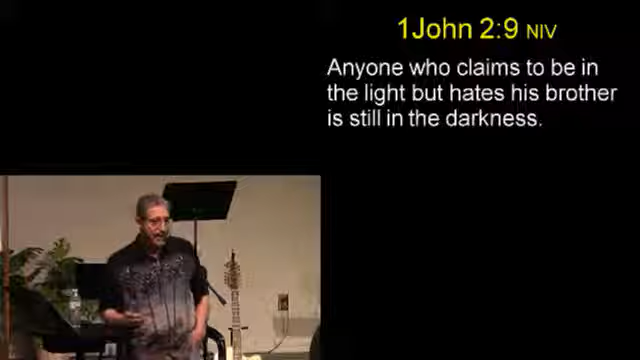 1John 2:9 NIV
Anyone who claims to be in
the light but hates his brother
is still in the darkness.